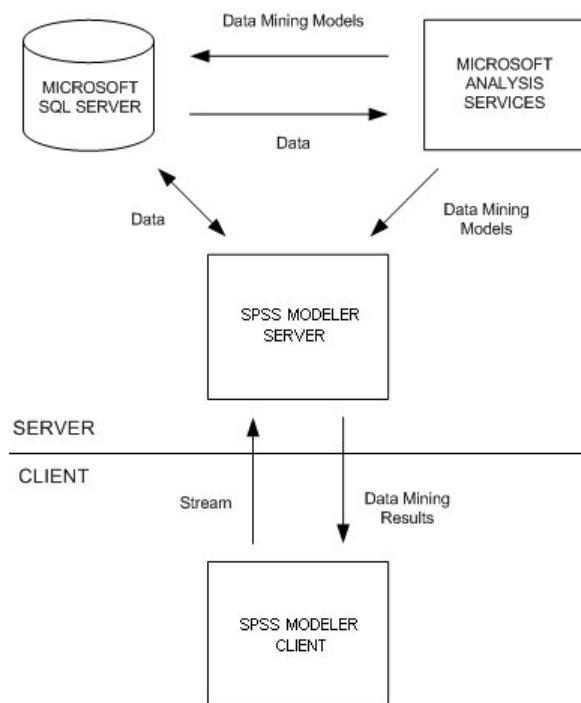 Data Mining Models
MICROSOFT
SQL SERVER
MICROSOFT
ANALYSIS
SERVICES
Data
Data
Data Mining
Models
SPSS MODELER
SERVER
SERVER
CLIENT
Stream
Data Mining
Results
SPSS MODELER
CLIENT